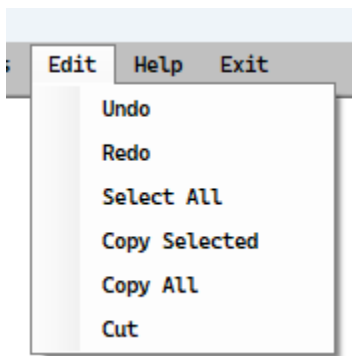 Edit Help Exit
Undo
Redo
Select All
Copy Selected
Copy All
Cut